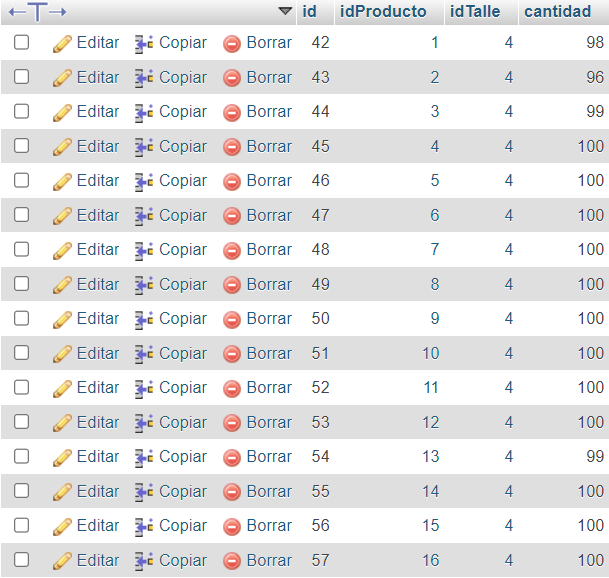 id idProducto idTalle cantidad
Editar Copiar Borrar 42 1 4 98
Editar Copiar Borrar 43 2 4 96
Editar Copiar Borrar 44 3 4 99
Editar Copiar Borrar 45 4 4 100
Editar Copiar Borrar 46 5 4 100
Editar Copiar Borrar 47 6 4 100
Editar Copiar Borrar 48 7 4 100
Editar Copiar Borrar 49 8 4 100
Editar Copiar Borrar 50 9 4 100
Editar Copiar Borrar 51 10 4 100
Editar Copiar Borrar 52 11 4 100
Editar Copiar Borrar 53 12 4 100
Editar Copiar Borrar 54 13 4 99
Editar Copiar Borrar 55 14 4 100
Editar Copiar Borrar 56 15 4 100
Editar Copiar Borrar 57 16 4 100